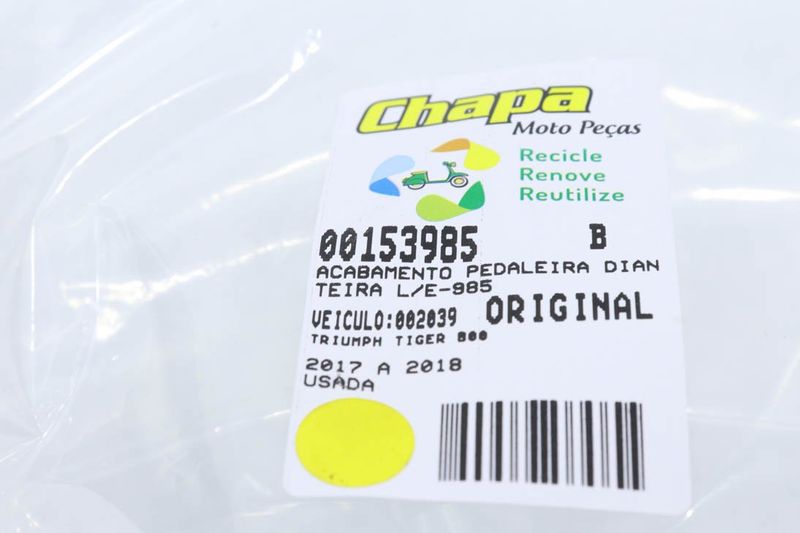 Chapa
Moto Peças
Recicle
Renove
Reutilize
00153985 B
ACABAMENTO PEDALEIRA DIAN
TEIRA L/E-985
VEICULO:002039 ORIGINAL
TRIUMPH TIGER 800
2017 A 2018
USADA